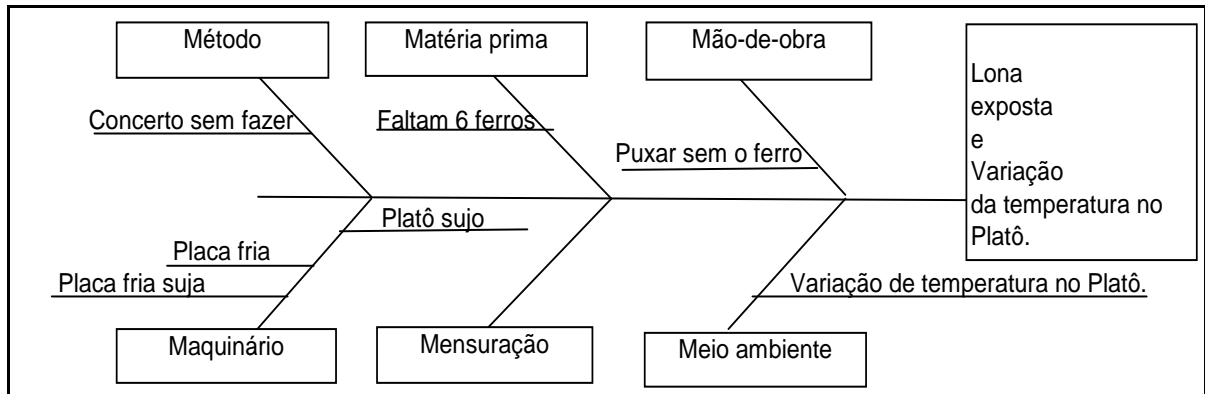 Método
Matéria prima
Mão-de-obra
Lona
exposta
e
Variação
da temperatura no
Platô.
Concerto sem fazer
Faltam 6 ferros
Puxar sem o ferro
Platô sujo
Placa fria
Placa fria suja
Variação de temperatura no Platô.
Maquinário
Mensuração
Meio ambiente